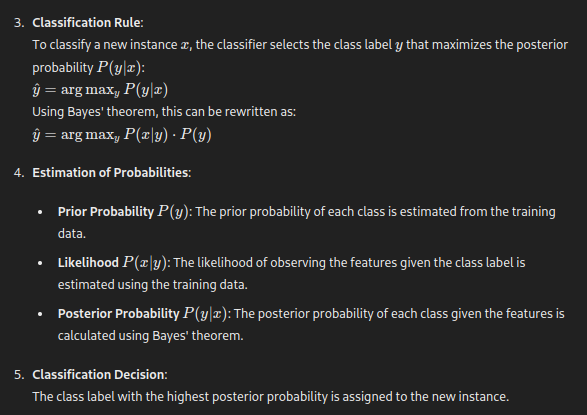 3. Classification Rule:
To classify a new instance x, the classifier selects the class label y that maximizes the posterior
probability P(y|x):
ŷ = arg maxᵧ P(y|x)
Using Bayes' theorem, this can be rewritten as:
ŷ = arg maxᵧ P(x|y) · P(y)
4. Estimation of Probabilities:
• Prior Probability P(y): The prior probability of each class is estimated from the training
data.
• Likelihood P(x|y): The likelihood of observing the features given the class label is
estimated using the training data.
• Posterior Probability P(y|x): The posterior probability of each class given the features is
calculated using Bayes' theorem.
5. Classification Decision:
The class label with the highest posterior probability is assigned to the new instance.